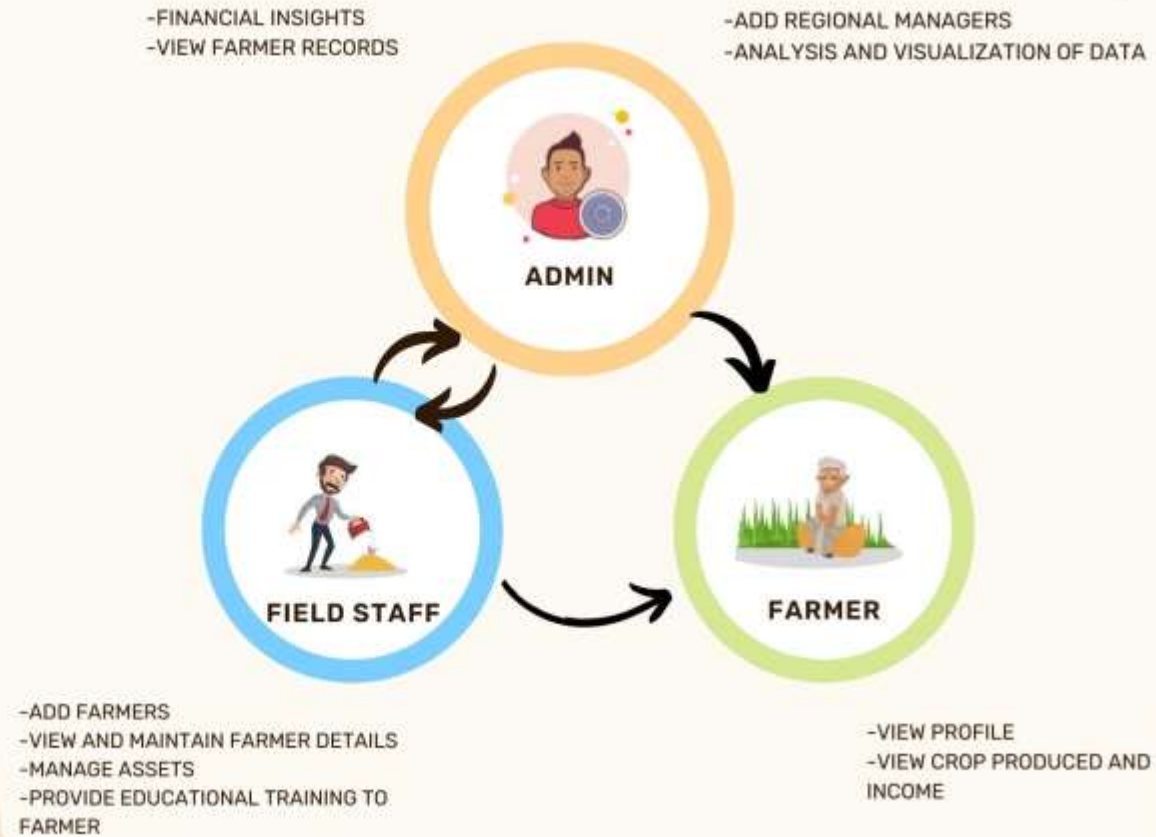 -FINANCIAL INSIGHTS
-VIEW FARMER RECORDS
-ADD REGIONAL MANAGERS
-ANALYSIS AND VISUALIZATION OF DATA
ADMIN
FIELD STAFF
FARMER
-ADD FARMERS
-VIEW AND MAINTAIN FARMER DETAILS
-MANAGE ASSETS
-PROVIDE EDUCATIONAL TRAINING TO
FARMER
-VIEW PROFILE
-VIEW CROP PRODUCED AND
INCOME